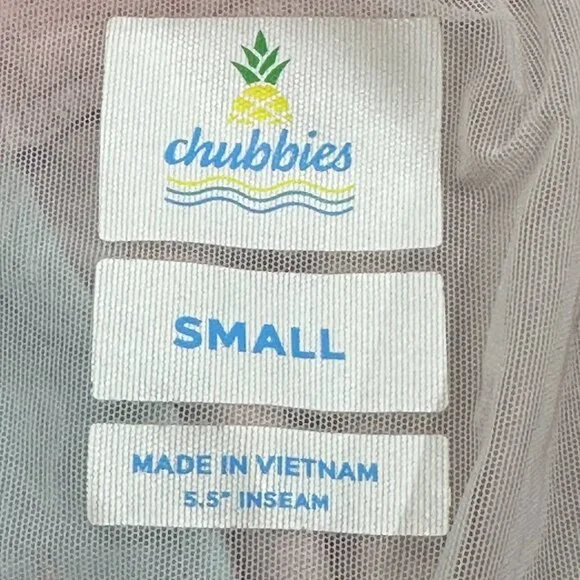 chubbies
SMALL
MADE IN VIETNAM
5.5" INSEAM